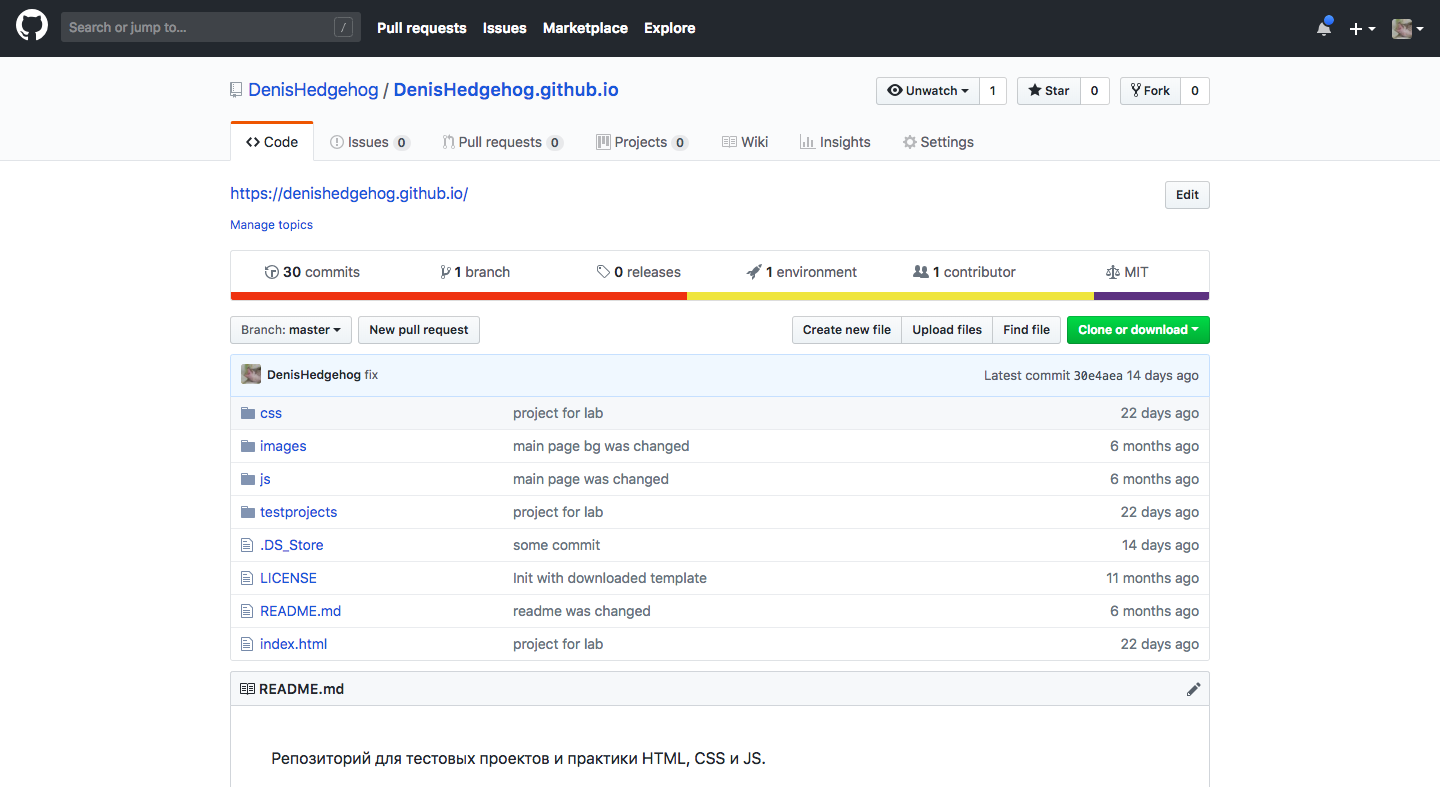 Search or jump to... /
Pull requests Issues Marketplace Explore
DenisHedgehog / DenisHedgehog.github.io
Unwatch 1 Star 0 Fork 0
Code Issues 0 Pull requests 0 Projects 0 Wiki Insights Settings
https://denishedgehog.github.io/ Edit
Manage topics
30 commits 1 branch 0 releases 1 environment 1 contributor MIT
Branch: master New pull request Create new file Upload files Find file Clone or download
DenisHedgehog fix Latest commit 30e4aea 14 days ago
css project for lab 22 days ago
images main page bg was changed 6 months ago
js main page was changed 6 months ago
testprojects project for lab 22 days ago
.DS_Store some commit 14 days ago
LICENSE Init with downloaded template 11 months ago
README.md readme was changed 6 months ago
index.html project for lab 22 days ago
README.md
Репозиторий для тестовых проектов и практики HTML, CSS и JS.